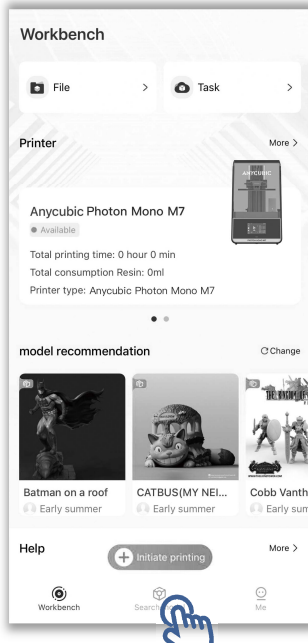 Workbench
File
Task
Printer More
ANYCUBIC
Anycubic Photon Mono M7
Available
Total printing time: 0 hour 0 min
Total consumption Resin: 0ml
Printer type: Anycubic Photon Mono M7
model recommendation Change
Batman on a roof
CATBUS(MY NEI...
Cobb Vanth
Early summer
Early summer
Early sum
Help More
Initiate printing
Workbench
Search
Me